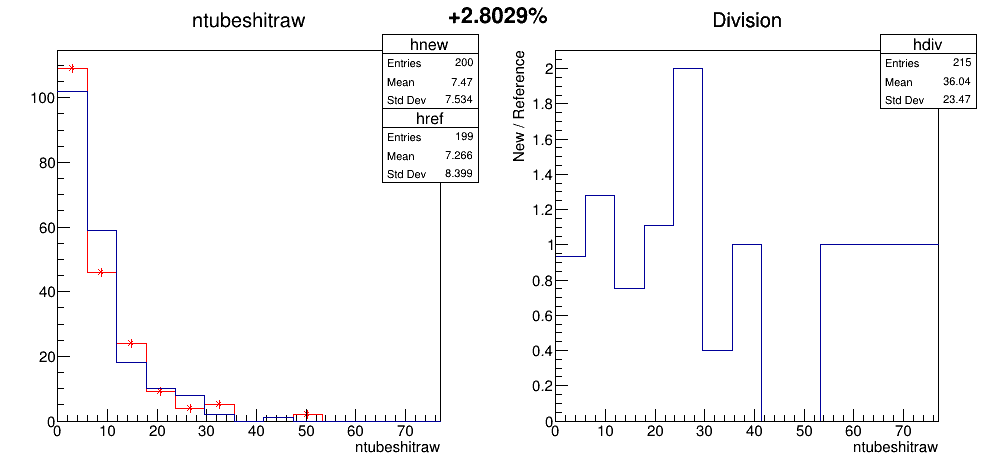 +2.8029%
ntubeshitraw
hnew
Entries 200
Mean 7.47
Std Dev 7.534
href
Entries 199
Mean 7.266
Std Dev 8.399
100
80
60
40
20
0
0 10 20 30 40 50 60 70
ntubeshitraw
Division
hdiv
Entries 215
Mean 36.04
Std Dev 23.47
New / Reference
2
1.8
1.6
1.4
1.2
1
0.8
0.6
0.4
0.2
0
0 10 20 30 40 50 60 70
ntubeshitraw